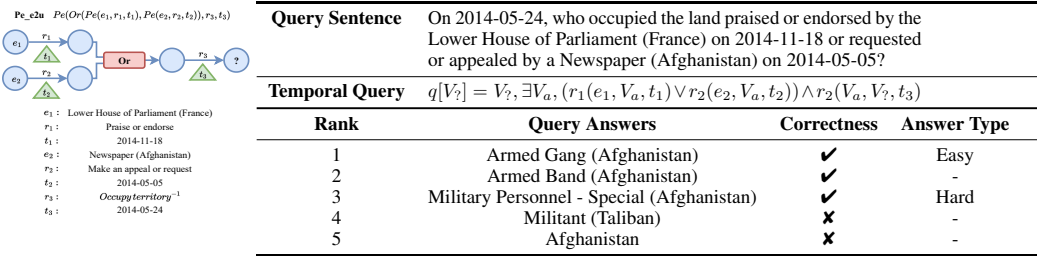 Pe_e2u Pe(Or(Pe(e₁, r₁, t₁), Pe(e₂, r₂, t₂)), r₃, t₃)
e₁ r₁ t₁
Or r₃ t₃ ?
e₂ r₂ t₂
e₁ : Lower House of Parliament (France)
r₁ : Praise or endorse
t₁ : 2014-11-18
e₂ : Newspaper (Afghanistan)
r₂ : Make an appeal or request
t₂ : 2014-05-05
r₃ : Occupyterritory⁻¹
t₃ : 2014-05-24
Query Sentence On 2014-05-24, who occupied the land praised or endorsed by the
Lower House of Parliament (France) on 2014-11-18 or requested
or appealed by a Newspaper (Afghanistan) on 2014-05-05?
Temporal Query q[V?] = V?, ∃Va, (r₁(e₁, Va, t₁) ∨ r₂(e₂, Va, t₂)) ∧ r₂(Va, V?, t₃)
Rank Query Answers Correctness Answer Type
1 Armed Gang (Afghanistan) ✔ Easy
2 Armed Band (Afghanistan) ✔ -
3 Military Personnel - Special (Afghanistan) ✔ Hard
4 Militant (Taliban) ✘ -
5 Afghanistan ✘ -